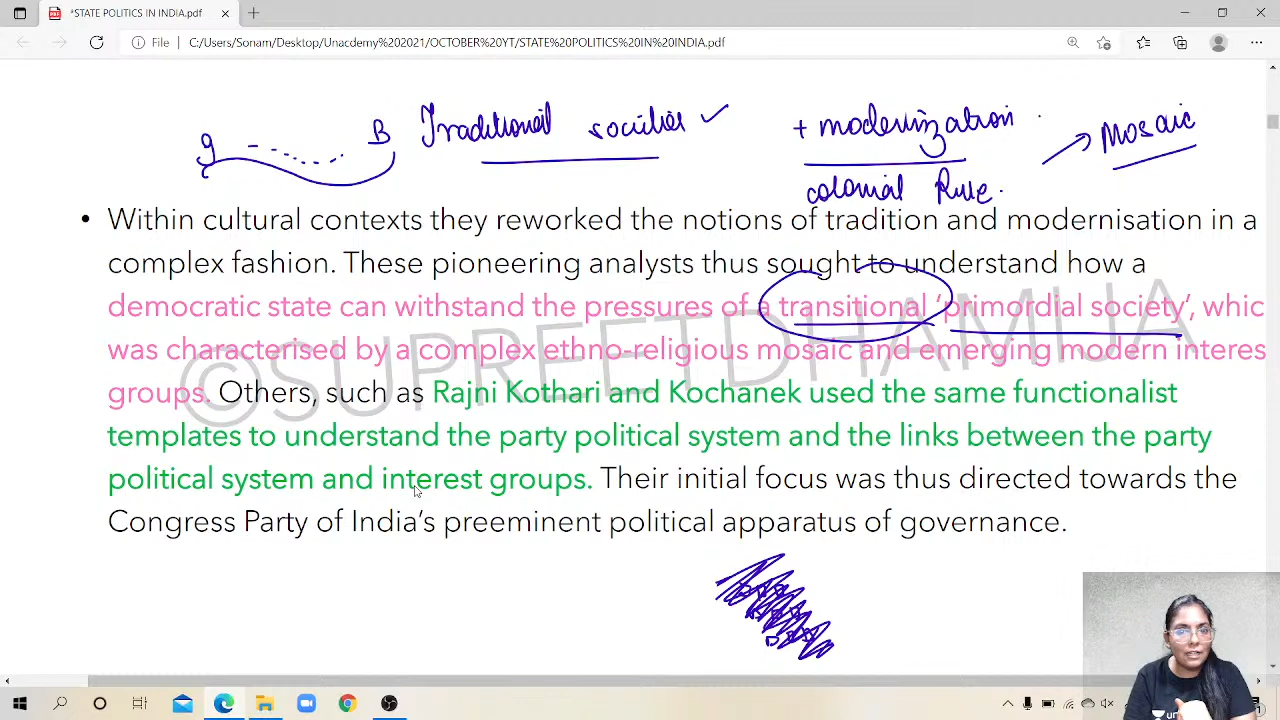 *STATE POLITICS IN INDIA.pdf
File C:/Users/Sonam/Desktop/Unacdemy%202021/OCTOBER%20YT/STATE%20POLITICS%20IN%20INDIA.pdf
g B Traditional societies + modernization Mosaic
colonial Rule.
• Within cultural contexts they reworked the notions of tradition and modernisation in a
complex fashion. These pioneering analysts thus sought to understand how a
democratic state can withstand the pressures of a transitional 'primordial society', whic
was characterised by a complex ethno-religious mosaic and emerging modern interes
groups. Others, such as Rajni Kothari and Kochanek used the same functionalist
templates to understand the party political system and the links between the party
political system and interest groups. Their initial focus was thus directed towards the
Congress Party of India's preeminent political apparatus of governance.
©SUPREETDHAMIJA